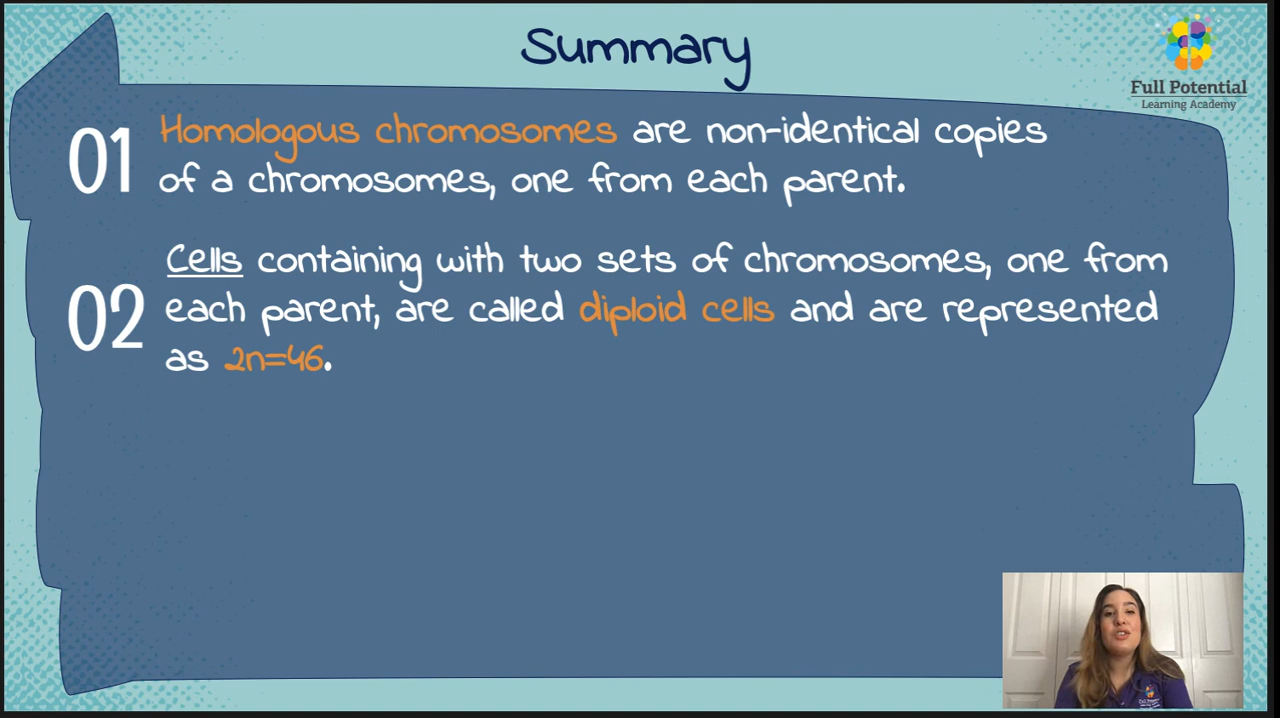 Summary
Full Potential
Learning Academy
01
Homologous chromosomes are non-identical copies
of a chromosomes, one from each parent.
02
Cells containing with two sets of chromosomes, one from
each parent, are called diploid cells and are represented
as 2n=46.